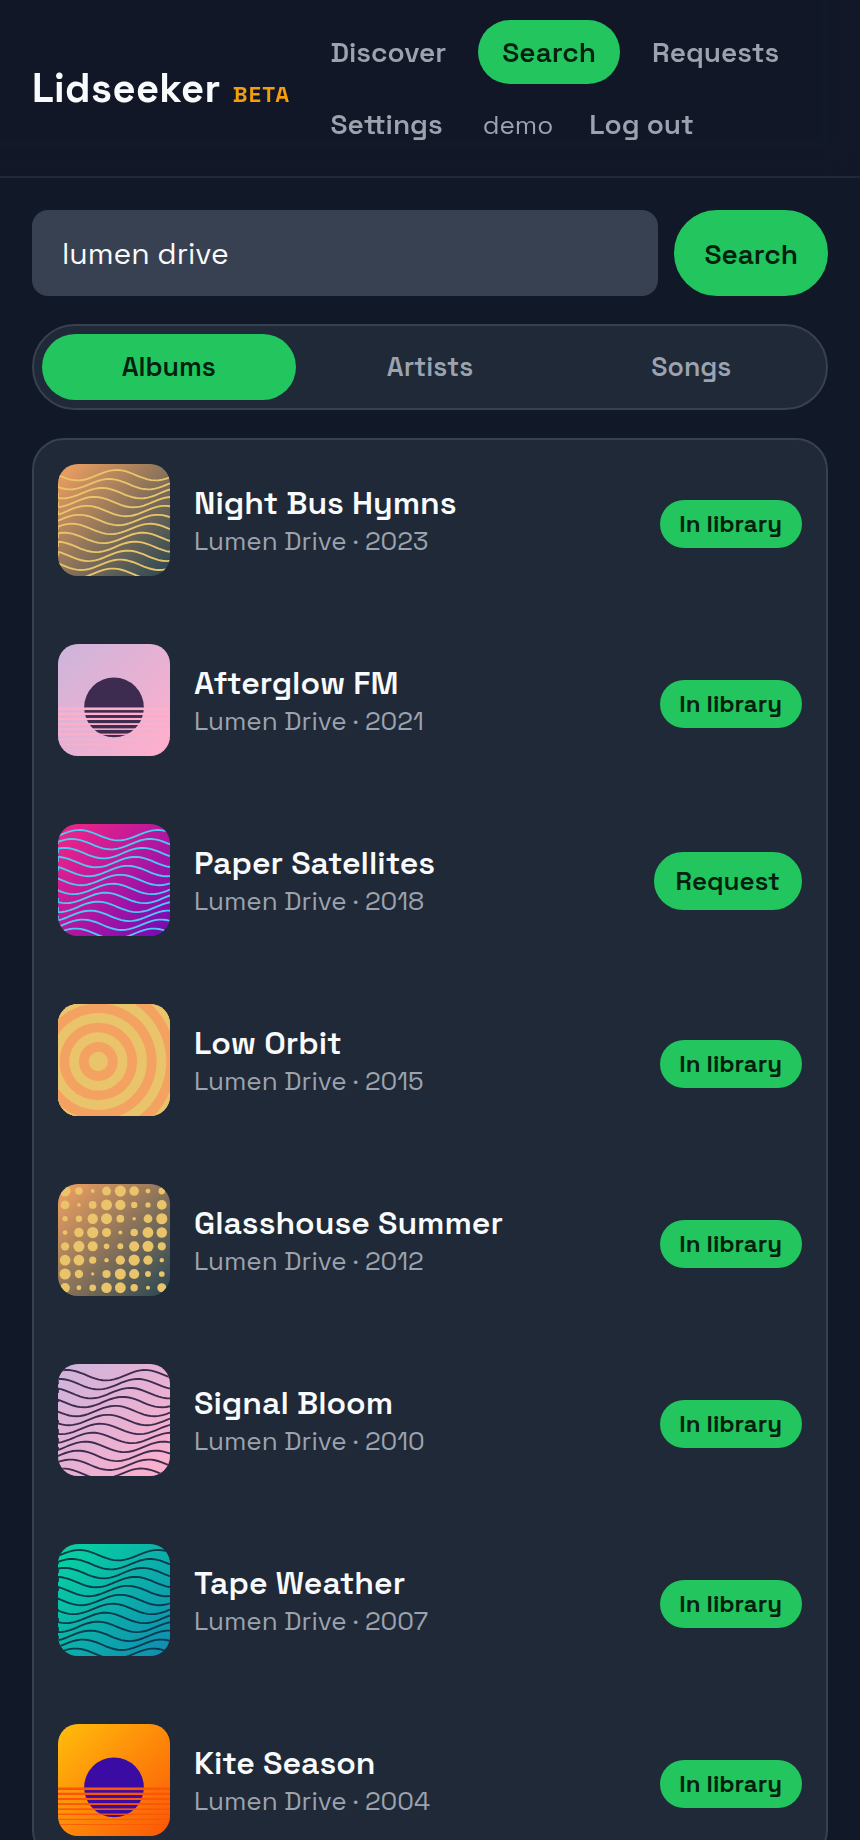 Lidseeker BETA
Discover Search Requests
Settings demo Log out
lumen drive Search
Albums Artists Songs
Night Bus Hymns
Lumen Drive · 2023
In library
Afterglow FM
Lumen Drive · 2021
In library
Paper Satellites
Lumen Drive · 2018
Request
Low Orbit
Lumen Drive · 2015
In library
Glasshouse Summer
Lumen Drive · 2012
In library
Signal Bloom
Lumen Drive · 2010
In library
Tape Weather
Lumen Drive · 2007
In library
Kite Season
Lumen Drive · 2004
In library